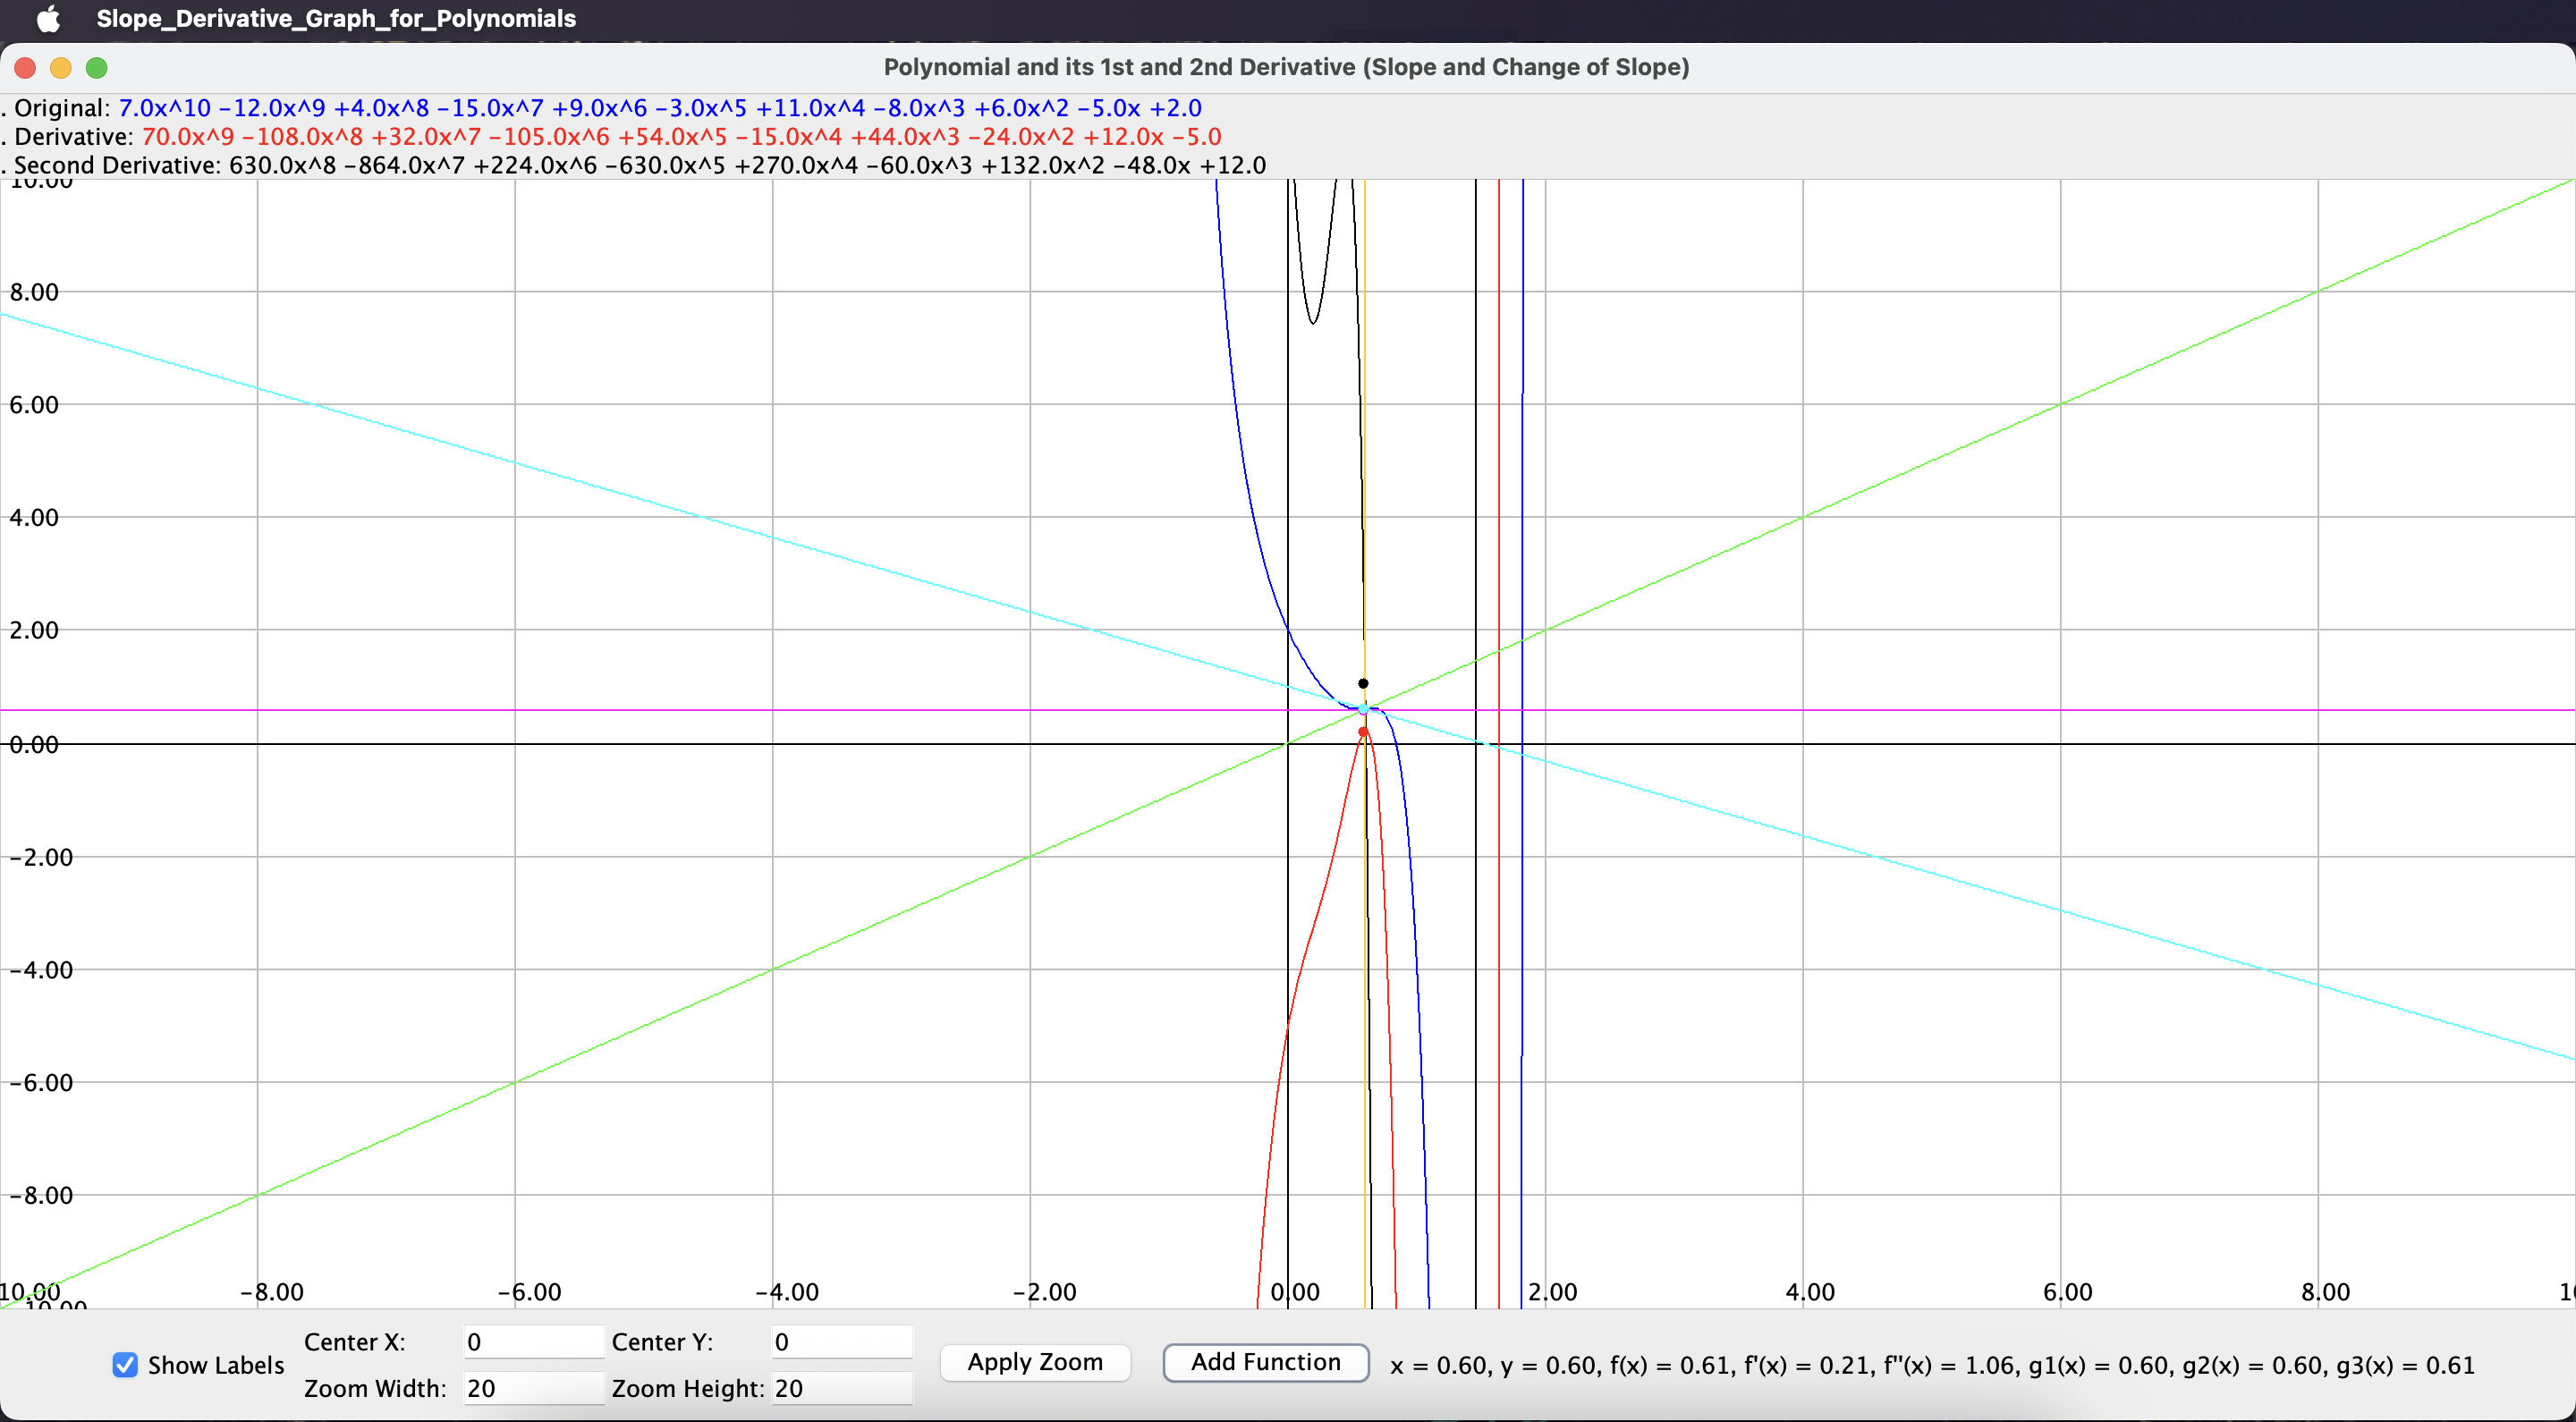 Slope_Derivative_Graph_for_Polynomials
Polynomial and its 1st and 2nd Derivative (Slope and Change of Slope)
. Original: 7.0x^10 −12.0x^9 +4.0x^8 −15.0x^7 +9.0x^6 −3.0x^5 +11.0x^4 −8.0x^3 +6.0x^2 −5.0x +2.0
. Derivative: 70.0x^9 −108.0x^8 +32.0x^7 −105.0x^6 +54.0x^5 −15.0x^4 +44.0x^3 −24.0x^2 +12.0x −5.0
. Second Derivative: 630.0x^8 −864.0x^7 +224.0x^6 −630.0x^5 +270.0x^4 −60.0x^3 +132.0x^2 −48.0x +12.0
10.00
8.00
6.00
4.00
2.00
0.00
−2.00
−4.00
−6.00
−8.00
10.00 −8.00 −6.00 −4.00 −2.00 0.00 2.00 4.00 6.00 8.00
10.00
Center X: 0 Center Y: 0
Show Labels Apply Zoom Add Function x = 0.60, y = 0.60, f(x) = 0.61, f'(x) = 0.21, f''(x) = 1.06, g1(x) = 0.60, g2(x) = 0.60, g3(x) = 0.61
Zoom Width: 20 Zoom Height: 20